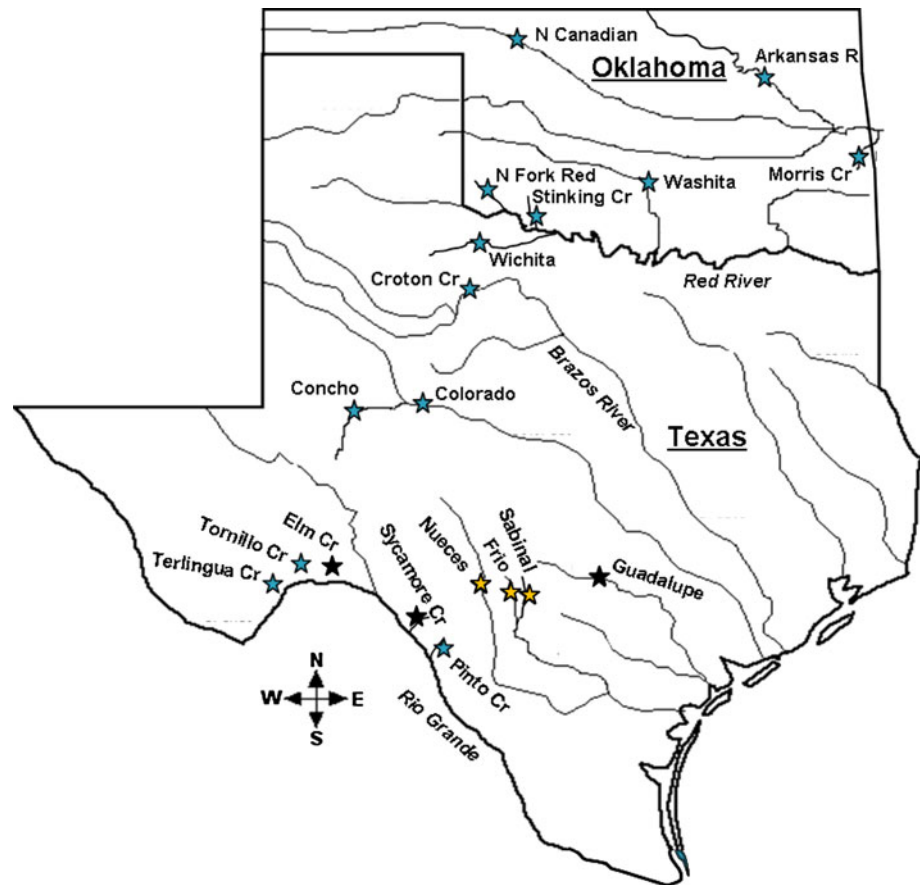 N Canadian
Arkansas R
Oklahoma
N Fork Red
Stinking Cr
Washita
Morris Cr
Wichita
Red River
Croton Cr
Brazos River
Concho
Colorado
Texas
Elm Cr
Tornillo Cr
Terlingua Cr
Sycamore Cr
Nueces
Frio
Sabinal
Guadalupe
Pinto Cr
Rio Grande
N
W E
S